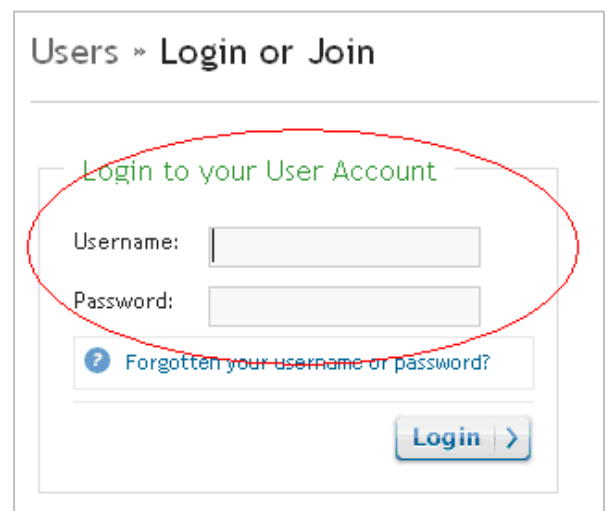 Users » Login or Join
Login to your User Account
Username:
Password:
? Forgotten your username or password?
Login